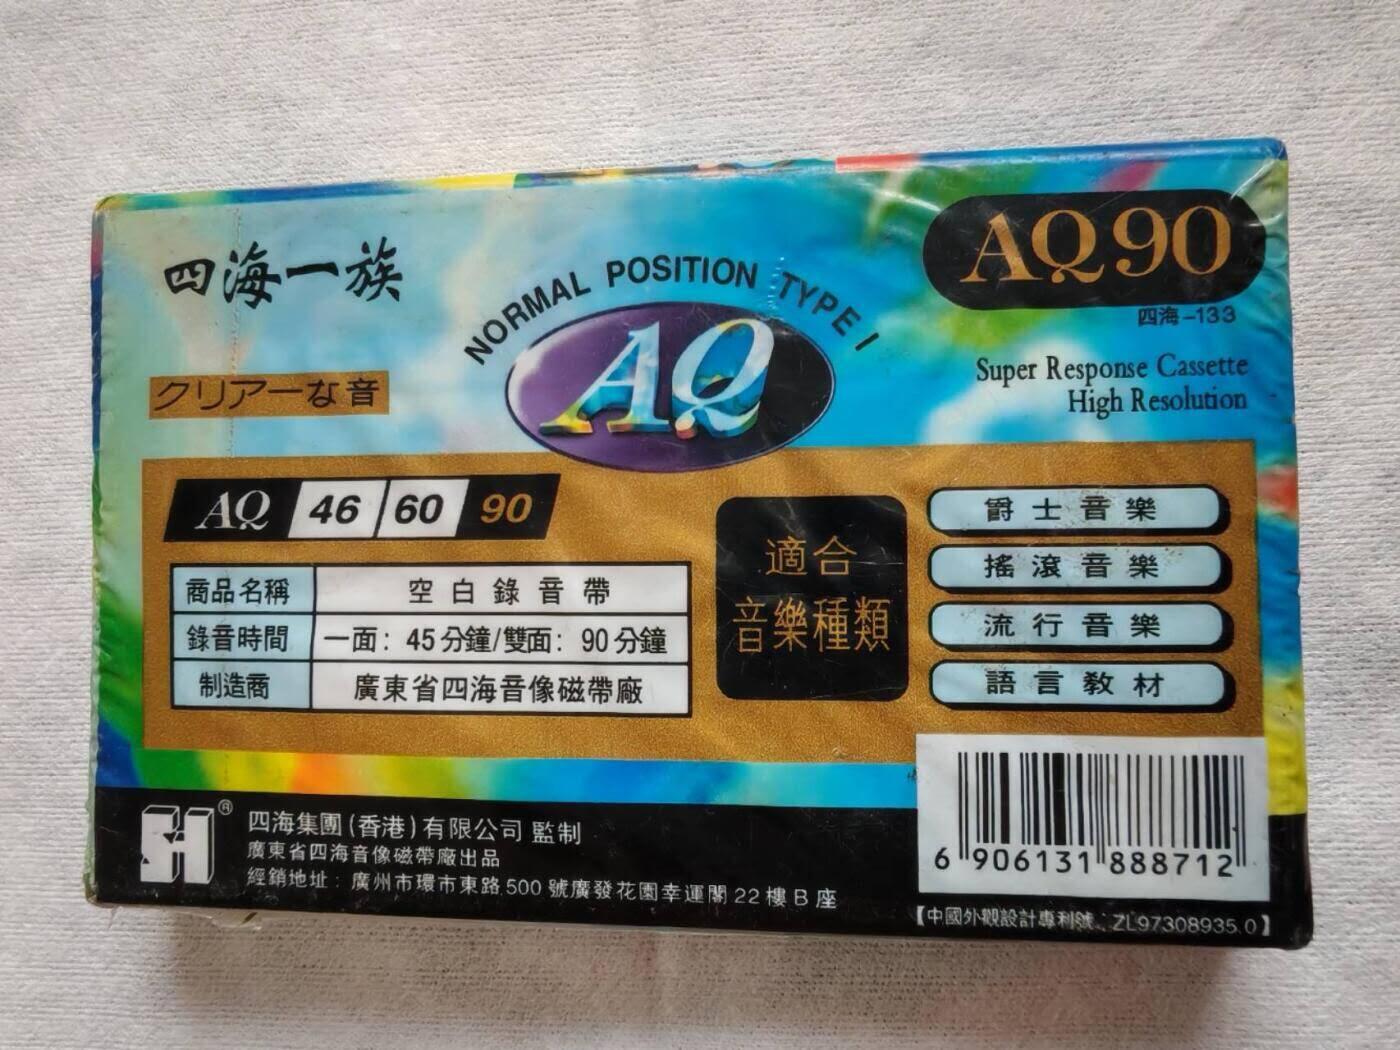 四海一族
NORMAL POSITION TYPE I
AQ
AQ90
四海-133
Super Response Cassette
High Resolution
クリアーな音
AQ 46 60 90
商品名稱 空白錄音帶
錄音時間 一面：45分鐘/雙面：90分鐘
制造商 廣東省四海音像磁帶廠
適合
音樂種類
爵士音樂
搖滾音樂
流行音樂
語言教材
SH®
四海集團(香港)有限公司 監制
廣東省四海音像磁帶廠出品
經銷地址：廣州市環市東路500號廣發花園幸運閣22樓B座
6 906131 888712
【中國外觀設計專利號：ZL97308935.0】